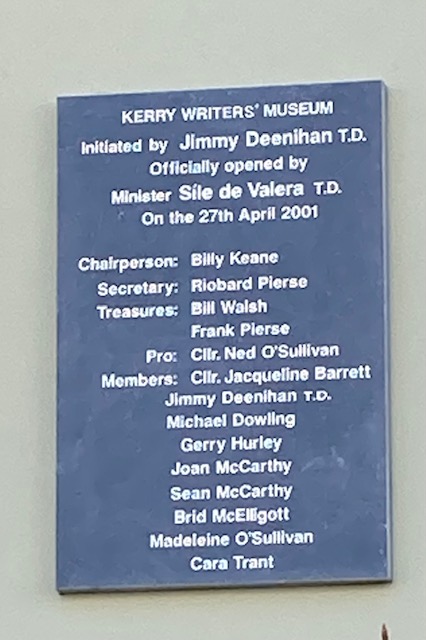 KERRY WRITERS' MUSEUM
Initiated by Jimmy Deenihan T.D.
Officially opened by
Minister Síle de Valera T.D.
On the 27th April 2001
Chairperson: Billy Keane
Secretary: Riobard Pierse
Treasures: Bill Walsh
Frank Pierse
Pro: Cllr. Ned O'Sullivan
Members: Cllr. Jacqueline Barrett
Jimmy Deenihan T.D.
Michael Dowling
Gerry Hurley
Joan McCarthy
Sean McCarthy
Brid McElligott
Madeleine O'Sullivan
Cara Trant